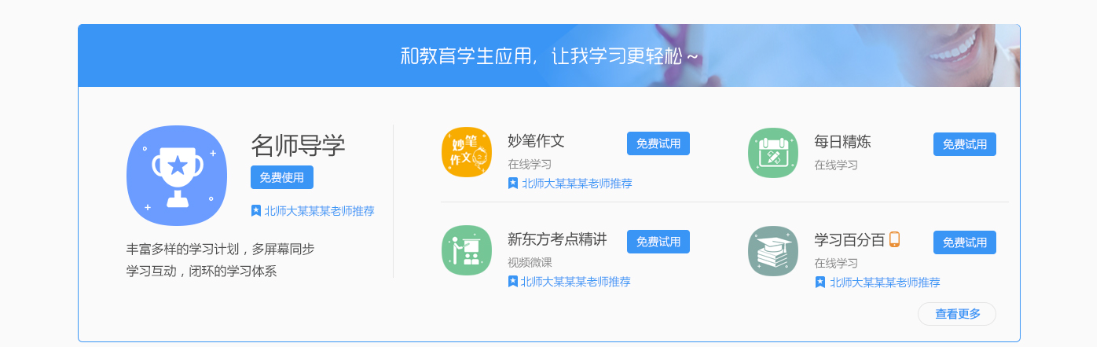 和教育学生应用，让我学习更轻松~
名师导学
免费使用
北师大某某某老师推荐
丰富多样的学习计划，多屏幕同步
学习互动，闭环的学习体系
妙笔
作文
妙笔作文
免费试用
在线学习
北师大某某某老师推荐
每日精炼
免费试用
在线学习
新东方考点精讲
免费试用
视频微课
北师大某某某老师推荐
学习百分百
免费试用
在线学习
北师大某某某老师推荐
查看更多